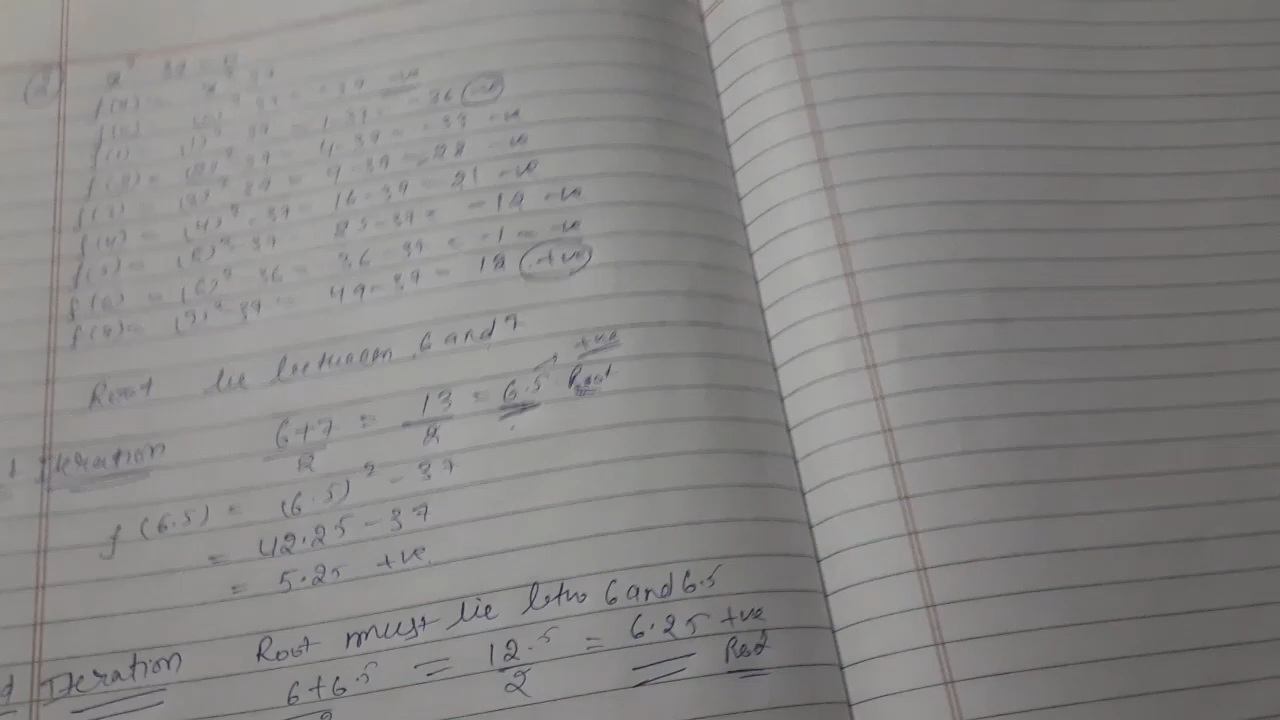 f(0) = - 37 = -37 -ve
f(1) (1)² 37 = 1 37 = -36 -ve
f(2) = (2)² 37 = 4 - 37 = -33 -ve
f(3) = (3)² 37 = 9 - 37 = -28 -ve
f(4) = (4)² - 37 = 16 - 37 = 21 -ve
f(5) = (5)² - 37 25 - 37 = -12 -ve
f(6) = (6)² 36 = 36 - 37 = -1 = -ve
f(7) = (7)² - 37 = 49 - 37 = 12 +ve
Root lie between 6 and 7
1 Iteration 6+7/2 = 13/2 = 6.5 → +ve Root
f(6.5) = (6.5)² - 37
= 42.25 - 37
= 5.25 +ve.
Root must lie betw 6 and 6.5
d Iteration 6+6.5/2 = 12.5/2 = 6.25 +ve Root